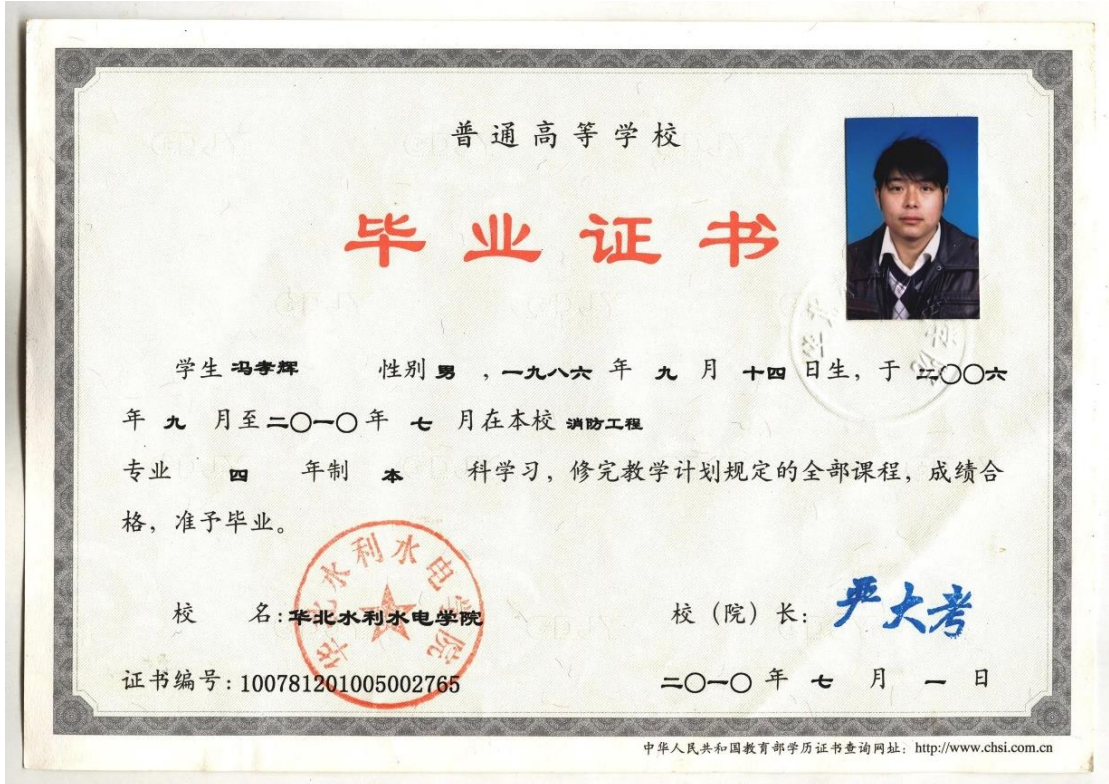 普通高等学校
毕业证书
学生 冯孝辉 性别 男 ，一九八六 年 九 月 十四 日生，于 二〇〇六
年 九 月至 二〇一〇 年 七 月在本校 消防工程
专业 四 年制 本 科学习，修完教学计划规定的全部课程，成绩合
格，准予毕业。
华北水利水电学院
校 名：华北水利水电学院
校（院）长：严大考
证书编号：100781201005002765
二〇一〇 年 七 月 一 日
中华人民共和国教育部学历证书查询网址：http://www.chsi.com.cn